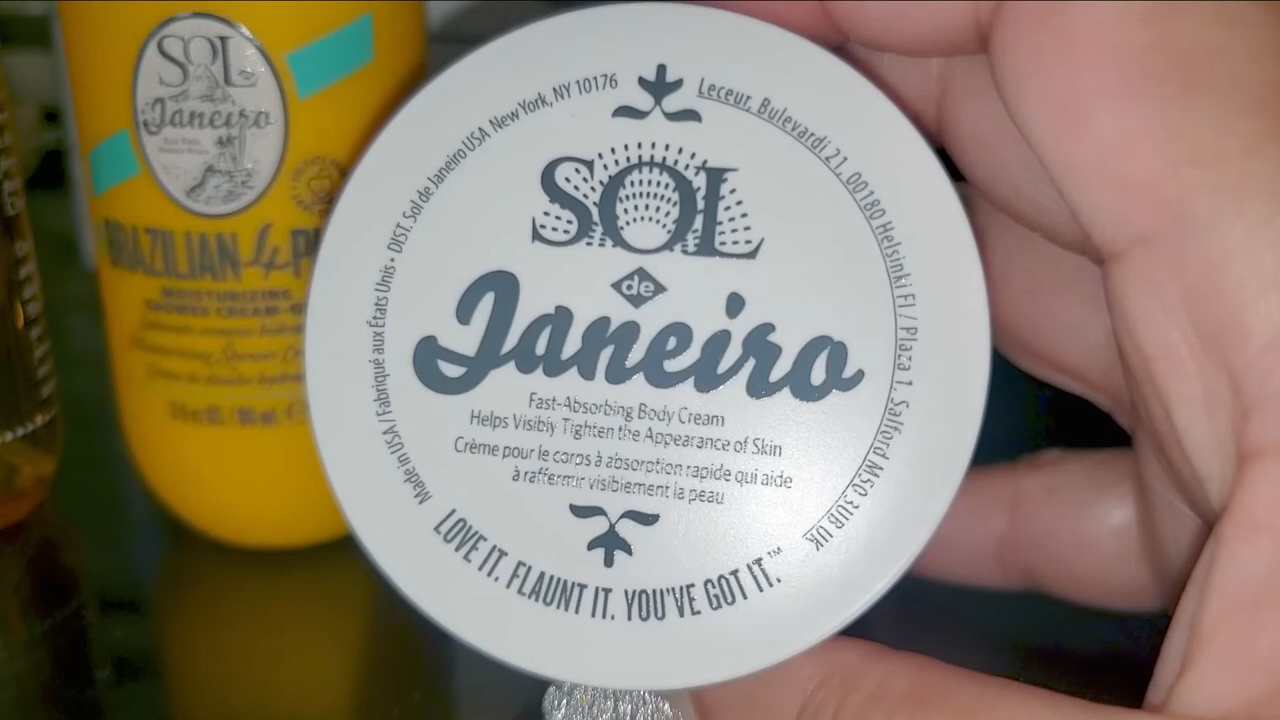 SOL
de
Janeiro
Fast-Absorbing Body Cream
Helps Visibly Tighten the Appearance of Skin
Crème pour le corps à absorption rapide qui aide
à raffermir visiblement la peau
LOVE IT. FLAUNT IT. YOU'VE GOT IT.™
Made in USA / Fabriqué aux États Unis • DIST. Sol de Janeiro USA New York, NY 10176
Leceur, Bulevardi 21, 00180 Helsinki FI / Plaza 1, Salford M50 3UB UK
SOL
Janeiro
BRAZILIAN 4 P
MOISTURIZING
SHOWER CREAM-G